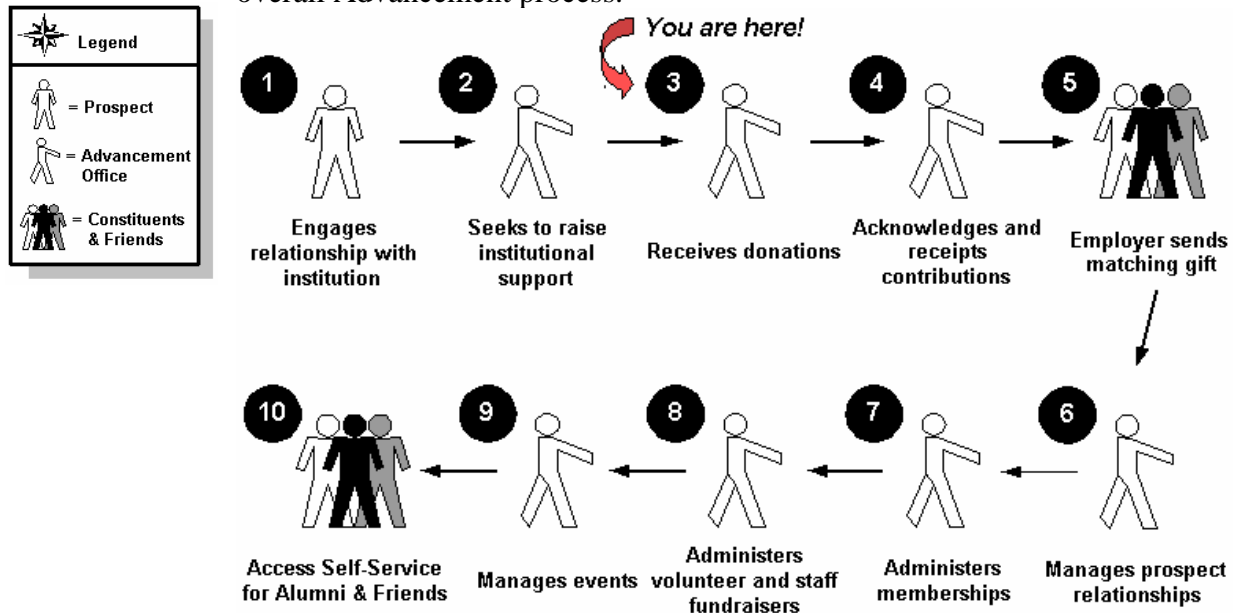 overall Advancement process.
Legend
= Prospect
= Advancement
Office
= Constituents
& Friends
You are here!
1
Engages
relationship with
institution
2
Seeks to raise
institutional
support
3
Receives donations
4
Acknowledges and
receipts
contributions
5
Employer sends
matching gift
6
Manages prospect
relationships
7
Administers
memberships
8
Administers
volunteer and staff
fundraisers
9
Manages events
10
Access Self-Service
for Alumni & Friends